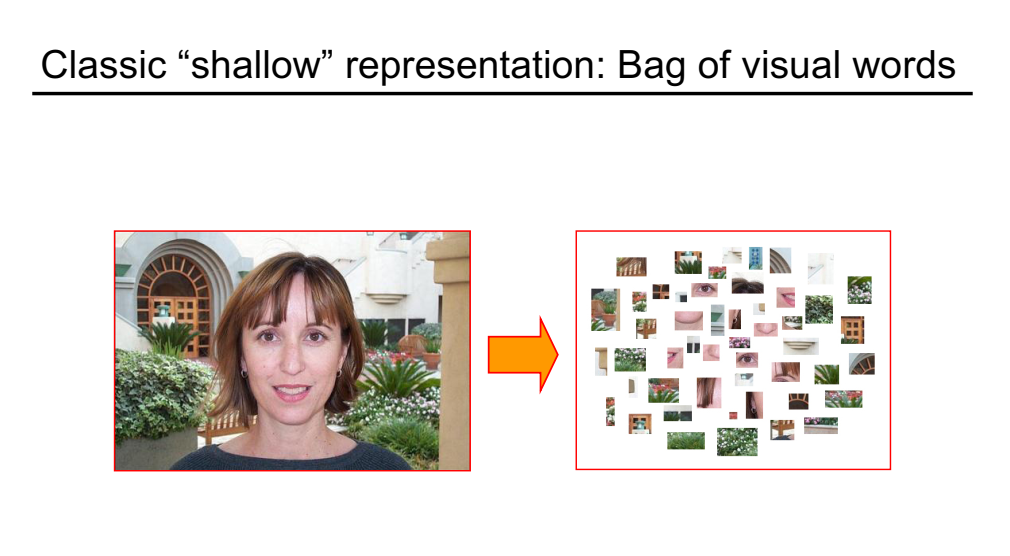 Classic “shallow” representation: Bag of visual words